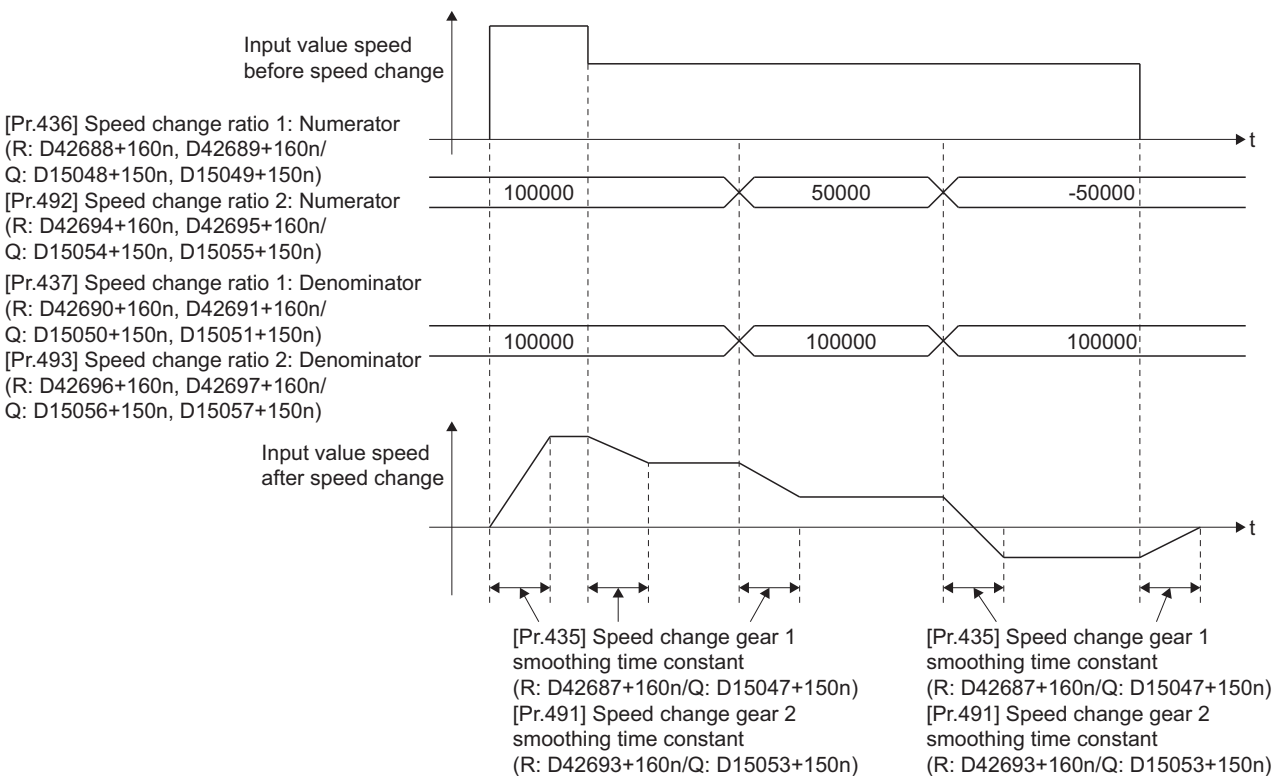 Input value speed
before speed change
t
[Pr.436] Speed change ratio 1: Numerator
(R: D42688+160n, D42689+160n/
Q: D15048+150n, D15049+150n)
[Pr.492] Speed change ratio 2: Numerator
(R: D42694+160n, D42695+160n/
Q: D15054+150n, D15055+150n)
100000
50000
-50000
[Pr.437] Speed change ratio 1: Denominator
(R: D42690+160n, D42691+160n/
Q: D15050+150n, D15051+150n)
[Pr.493] Speed change ratio 2: Denominator
(R: D42696+160n, D42697+160n/
Q: D15056+150n, D15057+150n)
100000
100000
100000
Input value speed
after speed change
t
[Pr.435] Speed change gear 1
smoothing time constant
(R: D42687+160n/Q: D15047+150n)
[Pr.491] Speed change gear 2
smoothing time constant
(R: D42693+160n/Q: D15053+150n)
[Pr.435] Speed change gear 1
smoothing time constant
(R: D42687+160n/Q: D15047+150n)
[Pr.491] Speed change gear 2
smoothing time constant
(R: D42693+160n/Q: D15053+150n)